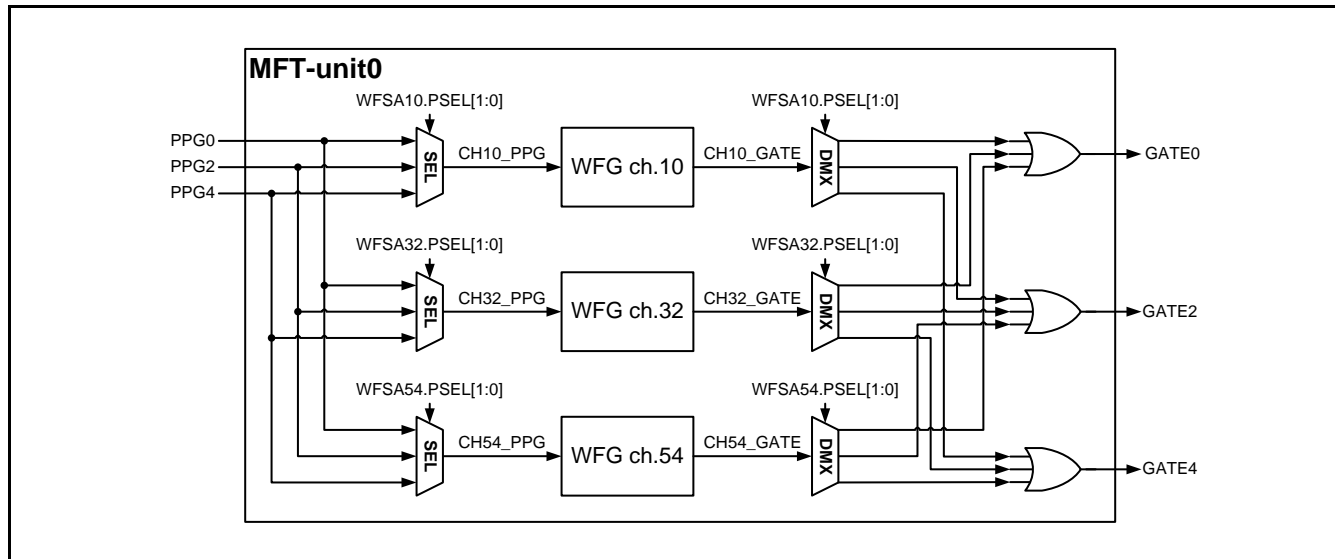 MFT-unit0
WFSA10.PSEL[1:0]
WFSA10.PSEL[1:0]
PPG0
PPG2
PPG4
SEL
CH10_PPG
WFG ch.10
CH10_GATE
DMX
GATE0
WFSA32.PSEL[1:0]
WFSA32.PSEL[1:0]
SEL
CH32_PPG
WFG ch.32
CH32_GATE
DMX
GATE2
WFSA54.PSEL[1:0]
WFSA54.PSEL[1:0]
SEL
CH54_PPG
WFG ch.54
CH54_GATE
DMX
GATE4